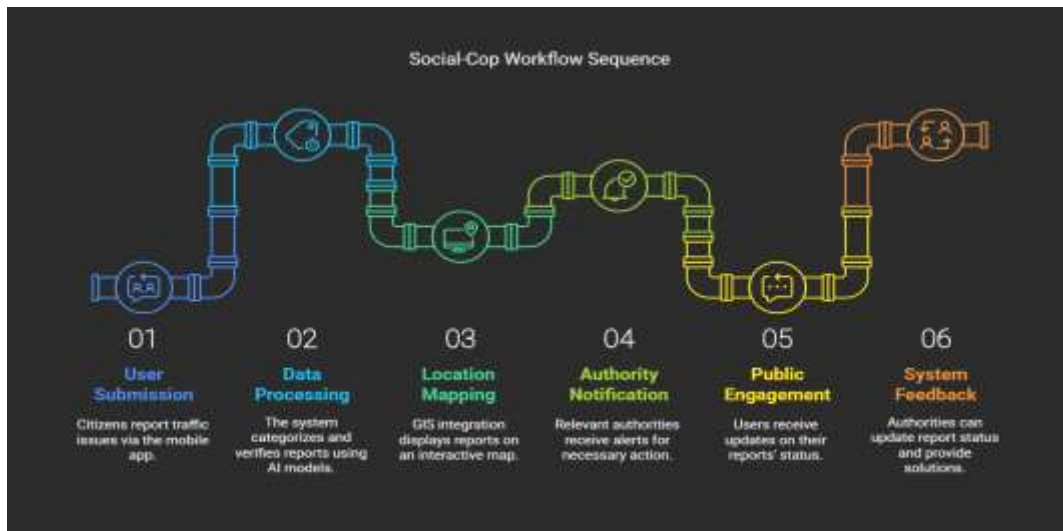 Social-Cop Workflow Sequence
01
User
Submission
Citizens report traffic
issues via the mobile
app.
02
Data
Processing
The system
categorizes and
verifies reports using
AI models.
03
Location
Mapping
GIS integration
displays reports on
an interactive map.
04
Authority
Notification
Relevant authorities
receive alerts for
necessary action.
05
Public
Engagement
Users receive
updates on their
reports' status.
06
System
Feedback
Authorities can
update report status
and provide
solutions.